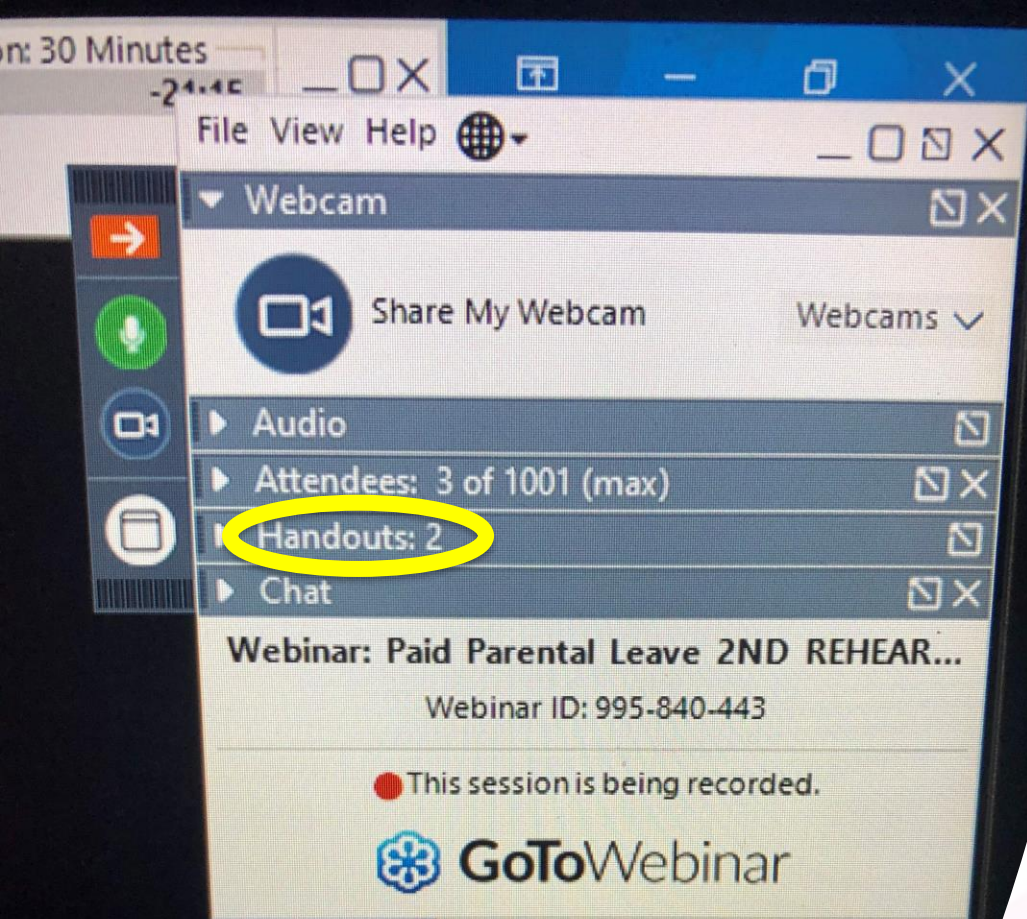 n: 30 Minutes
File View Help
Webcam
Share My Webcam
Webcams
Audio
Attendees: 3 of 1001 (max)
Handouts: 2
Chat
Webinar: Paid Parental Leave 2ND REHEAR...
Webinar ID: 995-840-443
This session is being recorded.
GoToWebinar